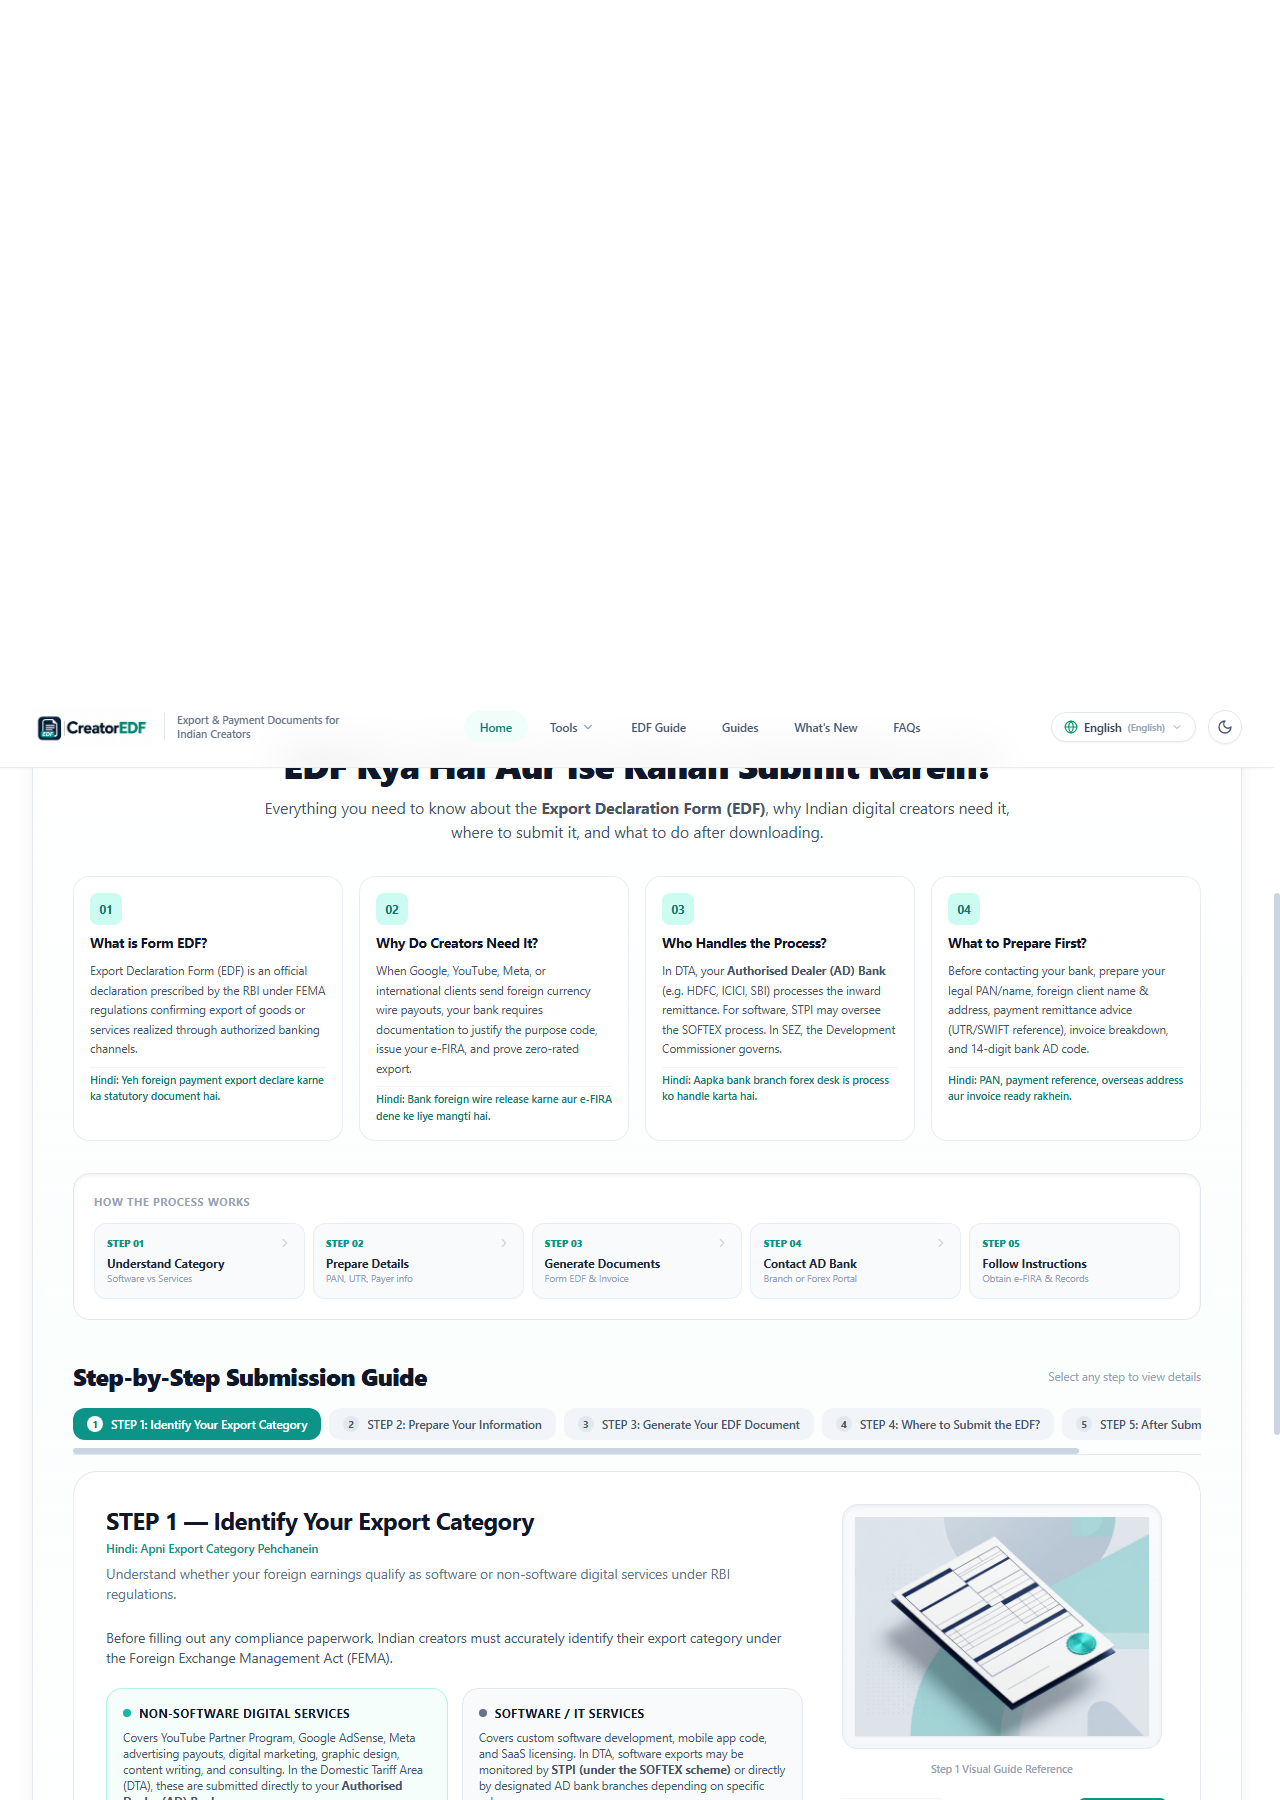 CreatorEDF
Export & Payment Documents for
Indian Creators
Home
Tools
EDF Guide
Guides
What's New
FAQs
English (English)
EDF Kya Hai Aur Ise Kahan Submit Karein?
Everything you need to know about the Export Declaration Form (EDF), why Indian digital creators need it,
where to submit it, and what to do after downloading.
01
What is Form EDF?
Export Declaration Form (EDF) is an official
declaration prescribed by the RBI under FEMA
regulations confirming export of goods or
services realized through authorized banking
channels.
Hindi: Yeh foreign payment export declare karne
ka statutory document hai.
02
Why Do Creators Need It?
When Google, YouTube, Meta, or
international clients send foreign currency
wire payouts, your bank requires
documentation to justify the purpose code,
issue your e-FIRA, and prove zero-rated
export.
Hindi: Bank foreign wire release karne aur e-FIRA
dene ke liye mangti hai.
03
Who Handles the Process?
In DTA, your Authorised Dealer (AD) Bank
(e.g. HDFC, ICICI, SBI) processes the inward
remittance. For software, STPI may oversee
the SOFTEX process. In SEZ, the Development
Commissioner governs.
Hindi: Aapka bank branch forex desk is process
ko handle karta hai.
04
What to Prepare First?
Before contacting your bank, prepare your
legal PAN/name, foreign client name &
address, payment remittance advice
(UTR/SWIFT reference), invoice breakdown,
and 14-digit bank AD code.
Hindi: PAN, payment reference, overseas address
aur invoice ready rakhein.
HOW THE PROCESS WORKS
STEP 01
Understand Category
Software vs Services
STEP 02
Prepare Details
PAN, UTR, Payer info
STEP 03
Generate Documents
Form EDF & Invoice
STEP 04
Contact AD Bank
Branch or Forex Portal
STEP 05
Follow Instructions
Obtain e-FIRA & Records
Step-by-Step Submission Guide
Select any step to view details
1 STEP 1: Identify Your Export Category
2 STEP 2: Prepare Your Information
3 STEP 3: Generate Your EDF Document
4 STEP 4: Where to Submit the EDF?
5 STEP 5: After Subm
STEP 1 — Identify Your Export Category
Hindi: Apni Export Category Pehchanein
Understand whether your foreign earnings qualify as software or non-software digital services under RBI
regulations.
Before filling out any compliance paperwork, Indian creators must accurately identify their export category under
the Foreign Exchange Management Act (FEMA).
NON-SOFTWARE DIGITAL SERVICES
Covers YouTube Partner Program, Google AdSense, Meta
advertising payouts, digital marketing, graphic design,
content writing, and consulting. In the Domestic Tariff Area
(DTA), these are submitted directly to your Authorised
SOFTWARE / IT SERVICES
Covers custom software development, mobile app code,
and SaaS licensing. In DTA, software exports may be
monitored by STPI (under the SOFTEX scheme) or directly
by designated AD bank branches depending on specific
Step 1 Visual Guide Reference